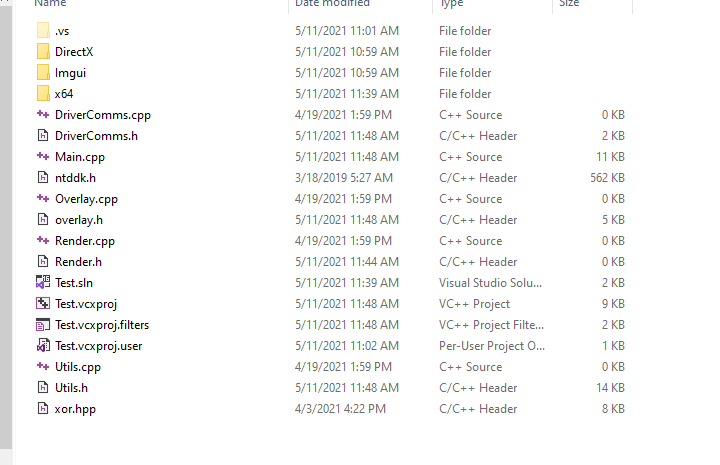 Name Date modified Type Size
.vs 5/11/2021 11:01 AM File folder
DirectX 5/11/2021 10:59 AM File folder
Imgui 5/11/2021 10:59 AM File folder
x64 5/11/2021 11:39 AM File folder
DriverComms.cpp 4/19/2021 1:59 PM C++ Source 0 KB
DriverComms.h 5/11/2021 11:48 AM C/C++ Header 2 KB
Main.cpp 5/11/2021 11:48 AM C++ Source 11 KB
ntddk.h 3/18/2019 5:27 AM C/C++ Header 562 KB
Overlay.cpp 4/19/2021 1:59 PM C++ Source 0 KB
overlay.h 5/11/2021 11:48 AM C/C++ Header 5 KB
Render.cpp 4/19/2021 1:59 PM C++ Source 0 KB
Render.h 5/11/2021 11:44 AM C/C++ Header 0 KB
Test.sln 5/11/2021 11:39 AM Visual Studio Solu... 2 KB
Test.vcxproj 5/11/2021 11:48 AM VC++ Project 9 KB
Test.vcxproj.filters 5/11/2021 11:48 AM VC++ Project Filte... 2 KB
Test.vcxproj.user 5/11/2021 11:02 AM Per-User Project O... 1 KB
Utils.cpp 4/19/2021 1:59 PM C++ Source 0 KB
Utils.h 5/11/2021 11:48 AM C/C++ Header 14 KB
xor.hpp 4/3/2021 4:22 PM C/C++ Header 8 KB